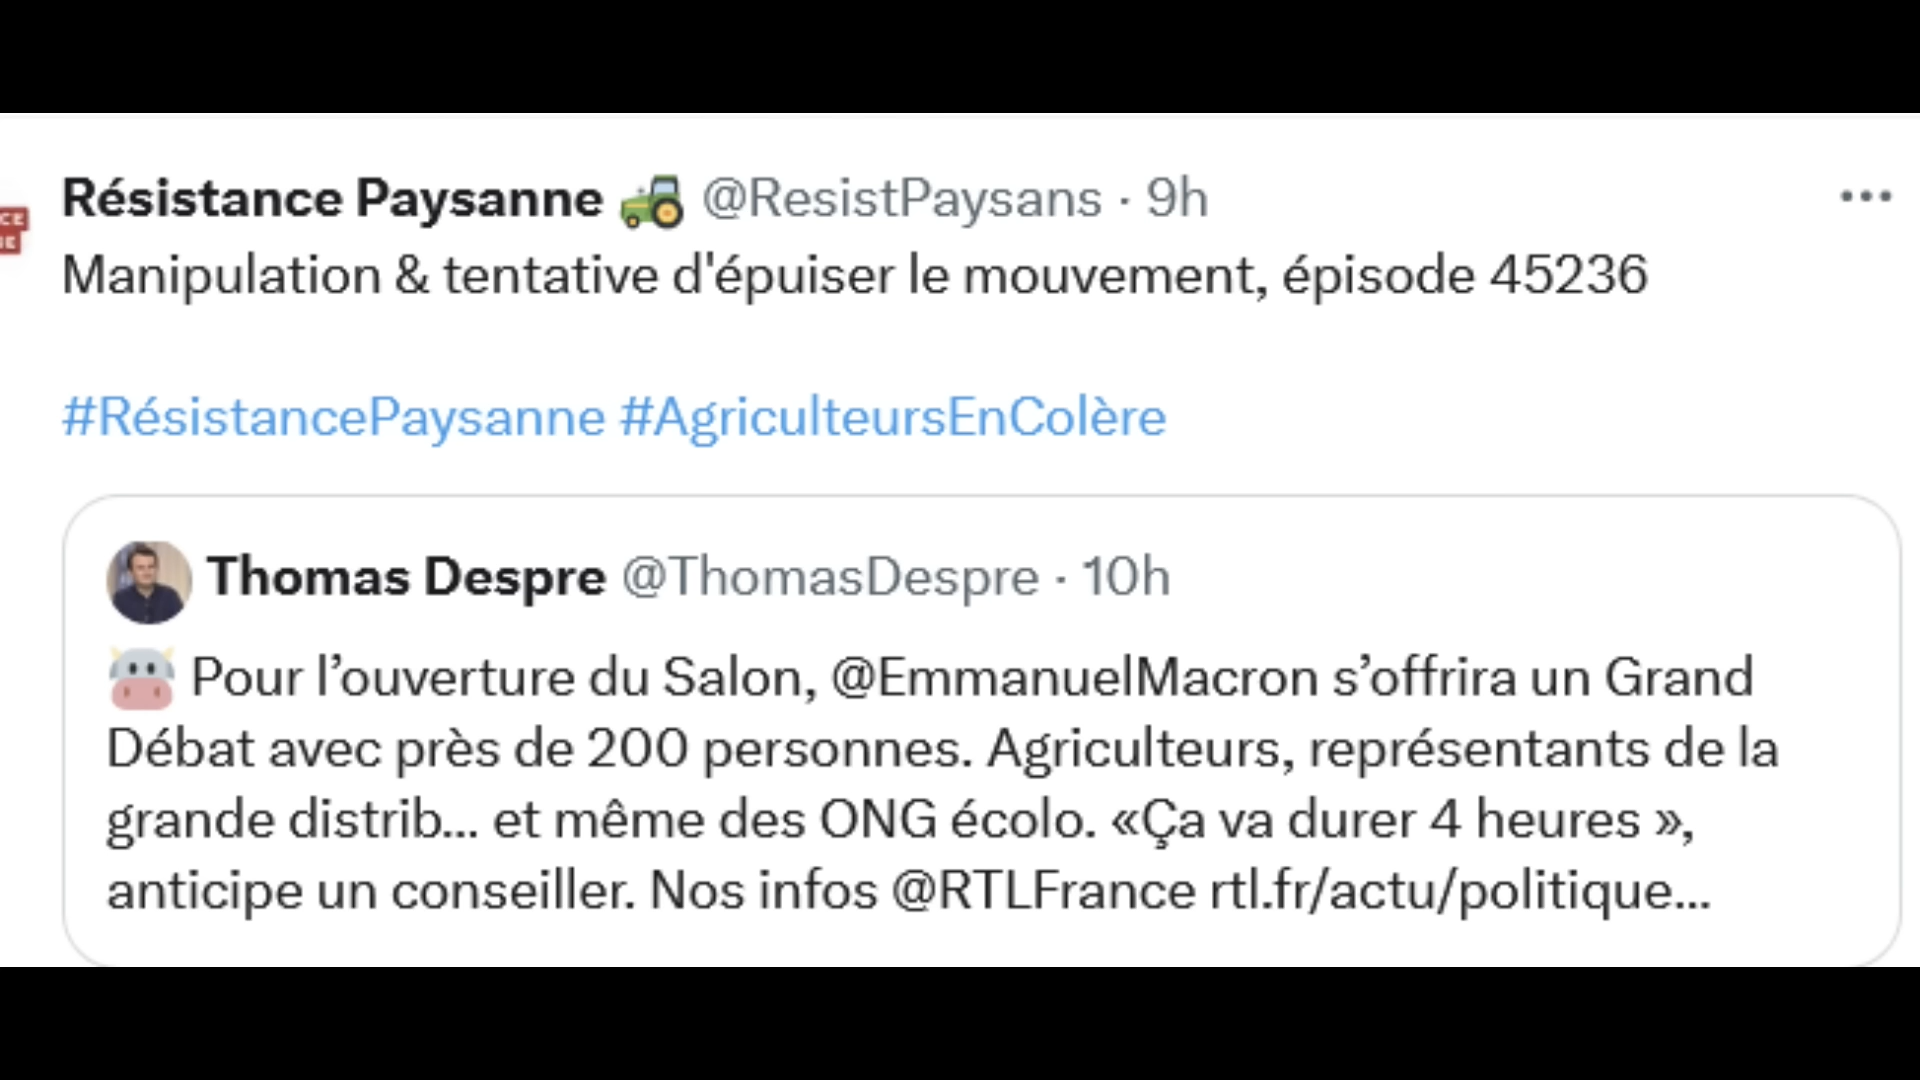 Résistance Paysanne 🚜 @ResistPaysans · 9h
CE
NE
Manipulation & tentative d'épuiser le mouvement, épisode 45236
#RésistancePaysanne #AgriculteursEnColère
Thomas Despre @ThomasDespre · 10h
🐮 Pour l’ouverture du Salon, @EmmanuelMacron s’offrira un Grand
Débat avec près de 200 personnes. Agriculteurs, représentants de la
grande distrib... et même des ONG écolo. «Ça va durer 4 heures »,
anticipe un conseiller. Nos infos @RTLFrance rtl.fr/actu/politique...